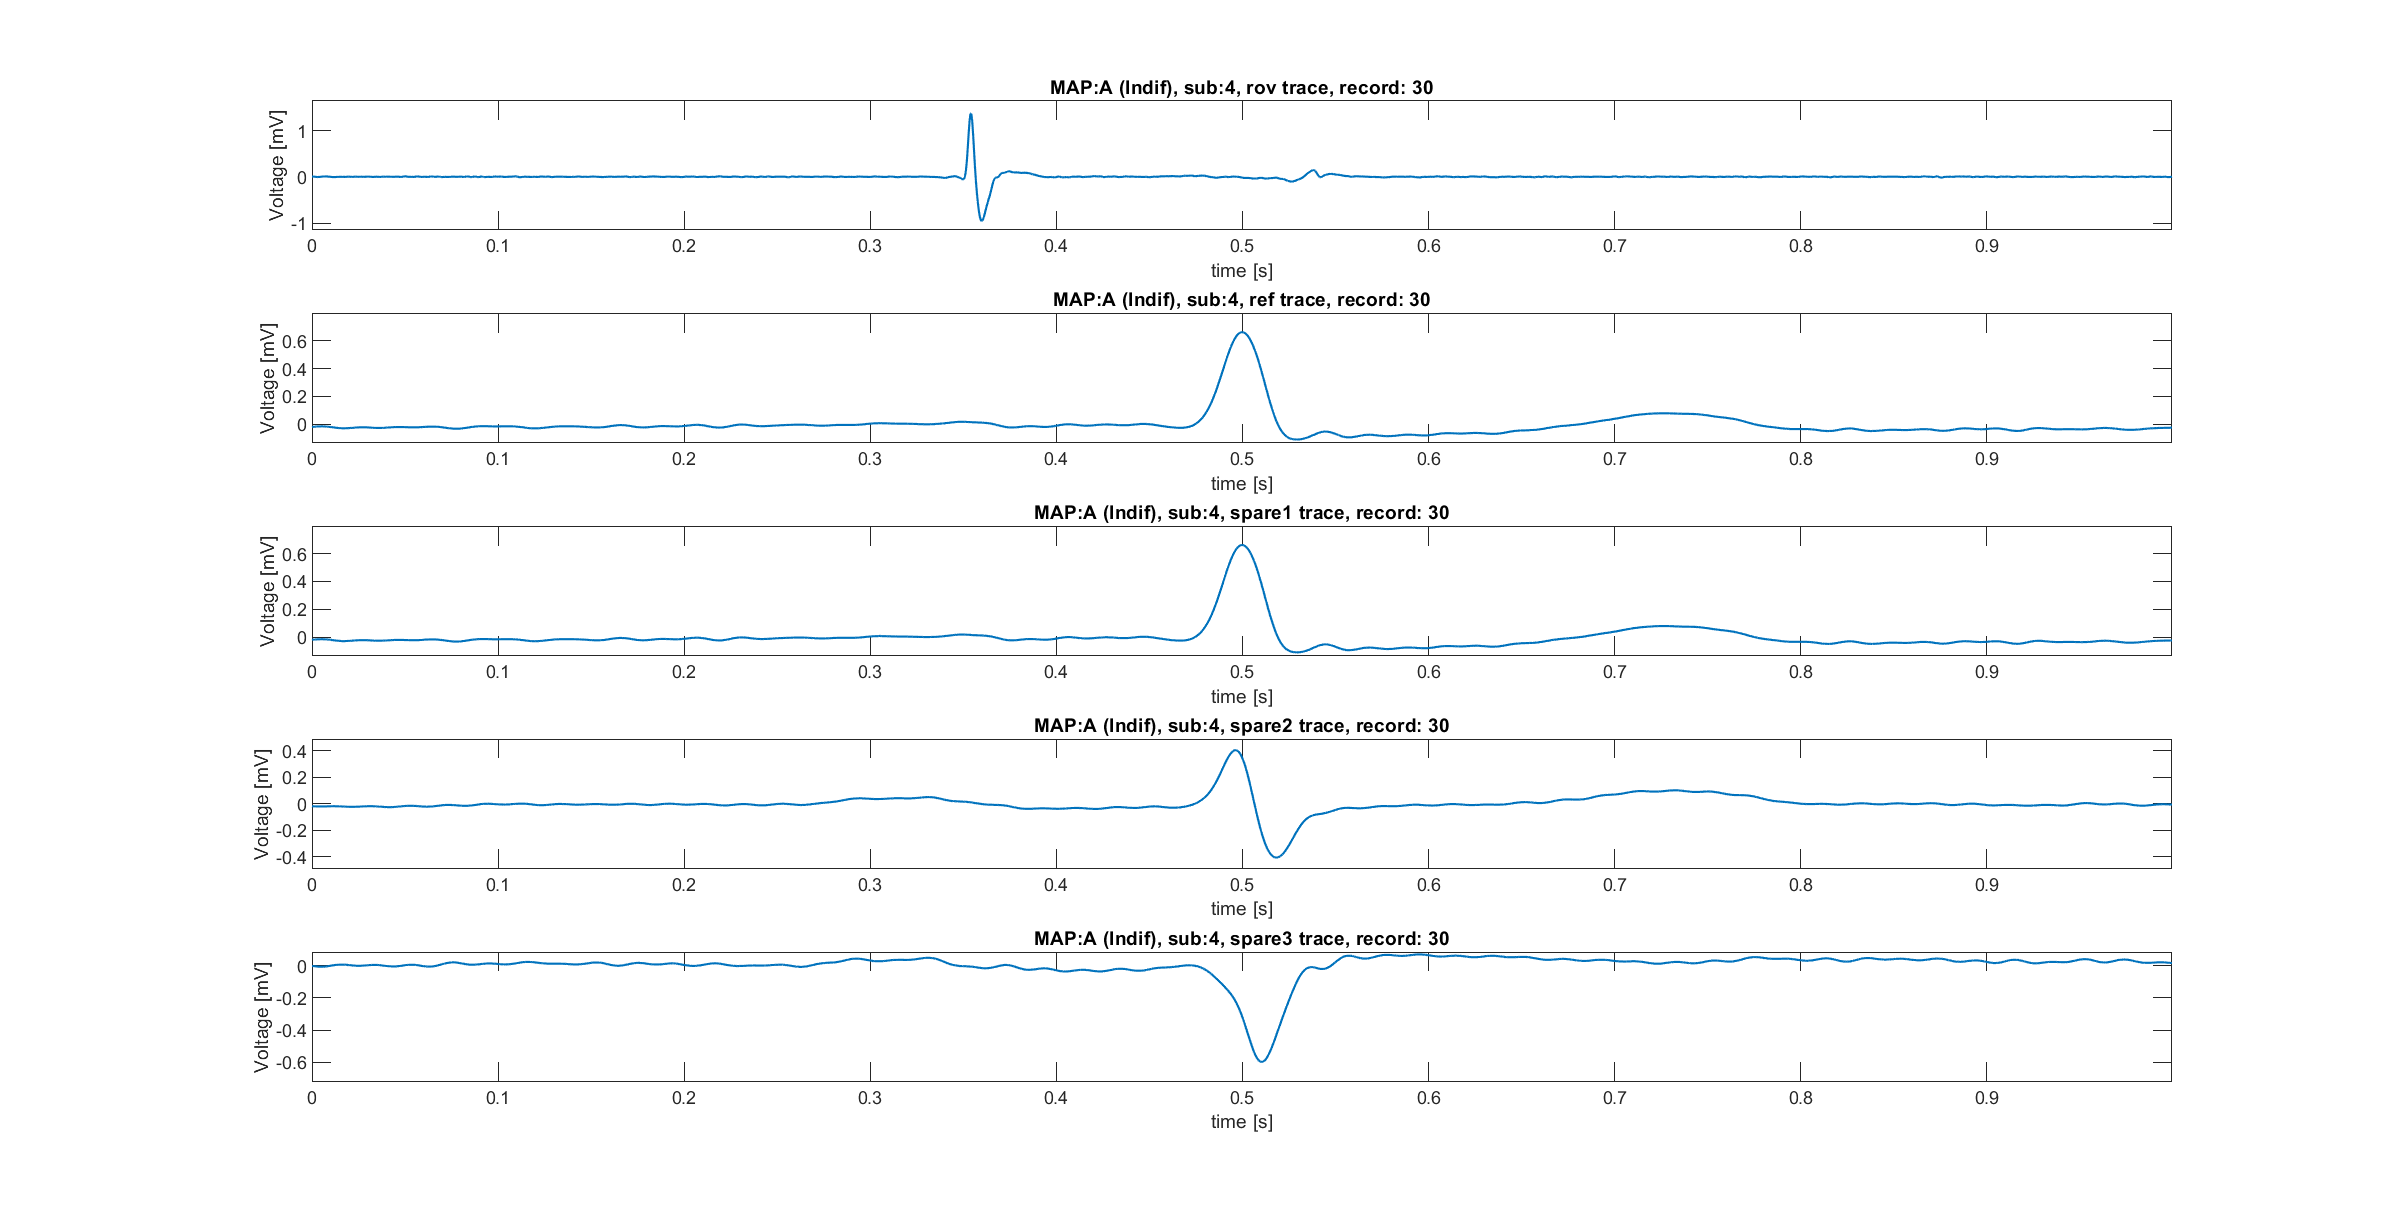 MAP:A (Indif), sub:4, rov trace, record: 30
Voltage [mV]
1
0
-1
0 0.1 0.2 0.3 0.4 0.5 0.6 0.7 0.8 0.9
time [s]
MAP:A (Indif), sub:4, ref trace, record: 30
Voltage [mV]
0.6
0.4
0.2
0
0 0.1 0.2 0.3 0.4 0.5 0.6 0.7 0.8 0.9
time [s]
MAP:A (Indif), sub:4, spare1 trace, record: 30
Voltage [mV]
0.6
0.4
0.2
0
0 0.1 0.2 0.3 0.4 0.5 0.6 0.7 0.8 0.9
time [s]
MAP:A (Indif), sub:4, spare2 trace, record: 30
Voltage [mV]
0.4
0.2
0
-0.2
-0.4
0 0.1 0.2 0.3 0.4 0.5 0.6 0.7 0.8 0.9
time [s]
MAP:A (Indif), sub:4, spare3 trace, record: 30
Voltage [mV]
0
-0.2
-0.4
-0.6
0 0.1 0.2 0.3 0.4 0.5 0.6 0.7 0.8 0.9
time [s]